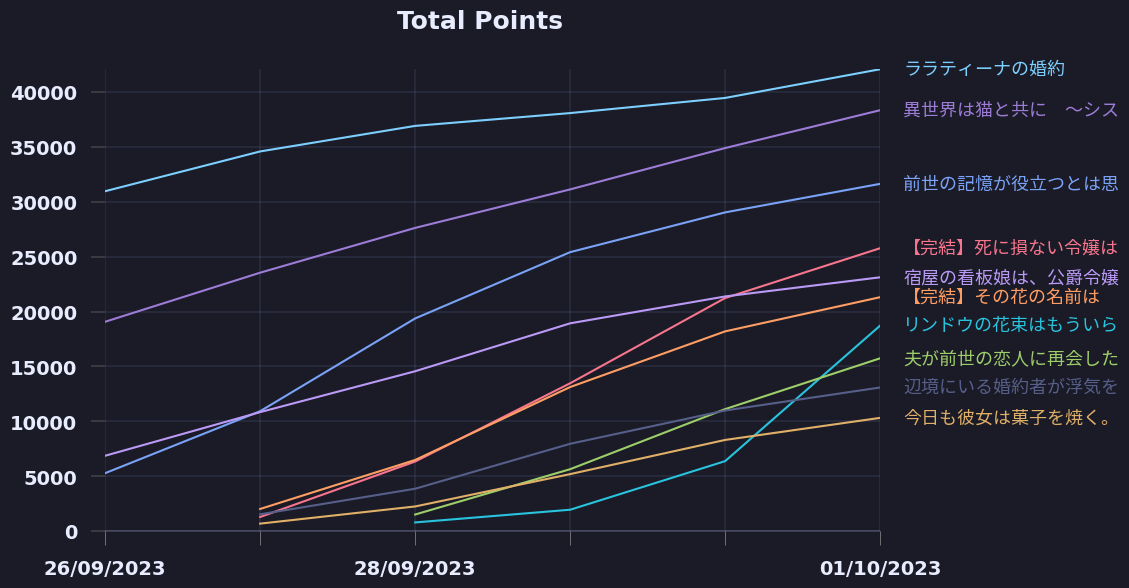 Total Points
40000
35000
30000
25000
20000
15000
10000
5000
0
26/09/2023
28/09/2023
01/10/2023
ララティーナの婚約
異世界は猫と共に　～シス
前世の記憶が役立つとは思
【完結】死に損ない令嬢は
宿屋の看板娘は、公爵令嬢
【完結】その花の名前は
リンドウの花束はもういら
夫が前世の恋人に再会した
辺境にいる婚約者が浮気を
今日も彼女は菓子を焼く。